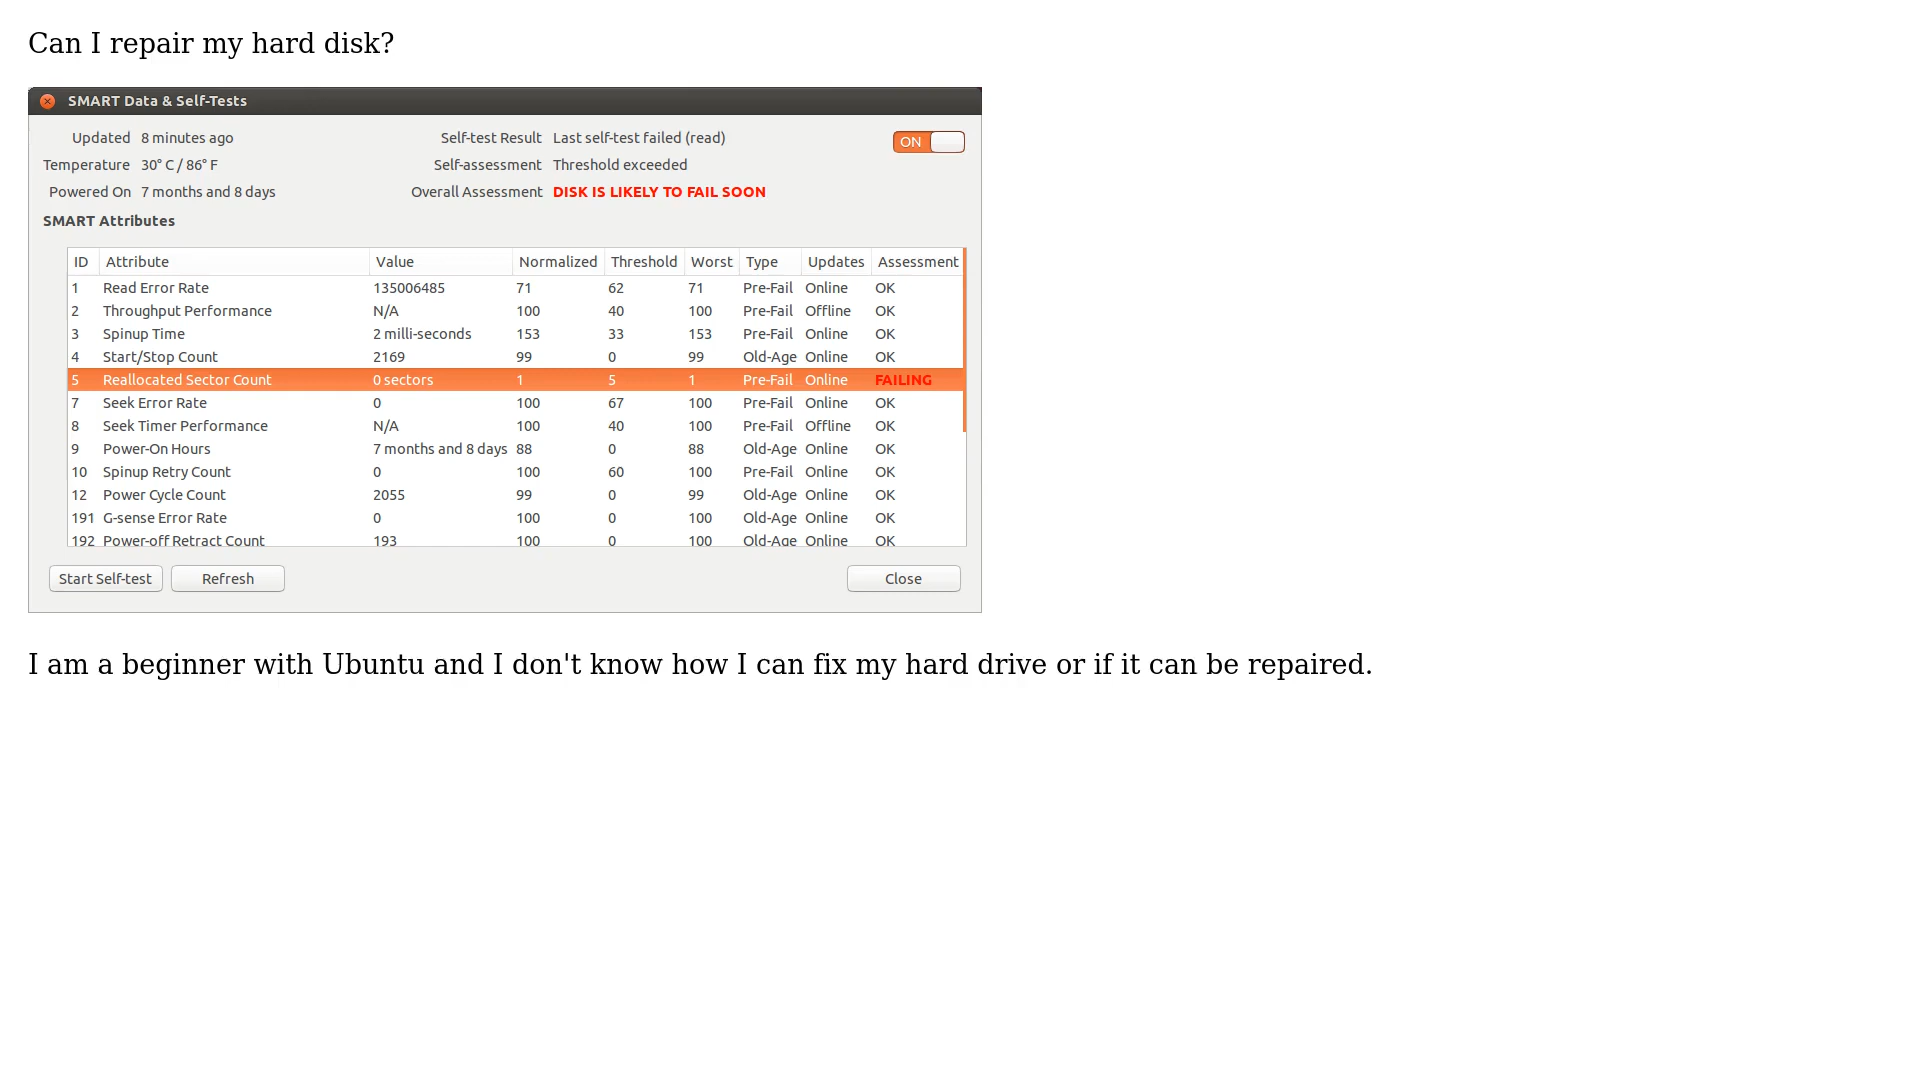 Can I repair my hard disk?
SMART Data & Self-Tests
Updated 8 minutes ago Self-test Result Last self-test failed (read) ON
Temperature 30° C / 86° F Self-assessment Threshold exceeded
Powered On 7 months and 8 days Overall Assessment DISK IS LIKELY TO FAIL SOON
SMART Attributes
ID Attribute Value Normalized Threshold Worst Type Updates Assessment
1 Read Error Rate 135006485 71 62 71 Pre-Fail Online OK
2 Throughput Performance N/A 100 40 100 Pre-Fail Offline OK
3 Spinup Time 2 milli-seconds 153 33 153 Pre-Fail Online OK
4 Start/Stop Count 2169 99 0 99 Old-Age Online OK
5 Reallocated Sector Count 0 sectors 1 5 1 Pre-Fail Online FAILING
7 Seek Error Rate 0 100 67 100 Pre-Fail Online OK
8 Seek Timer Performance N/A 100 40 100 Pre-Fail Offline OK
9 Power-On Hours 7 months and 8 days 88 0 88 Old-Age Online OK
10 Spinup Retry Count 0 100 60 100 Pre-Fail Online OK
12 Power Cycle Count 2055 99 0 99 Old-Age Online OK
191 G-sense Error Rate 0 100 0 100 Old-Age Online OK
192 Power-off Retract Count 193 100 0 100 Old-Age Online OK
Start Self-test Refresh Close
I am a beginner with Ubuntu and I don't know how I can fix my hard drive or if it can be repaired.